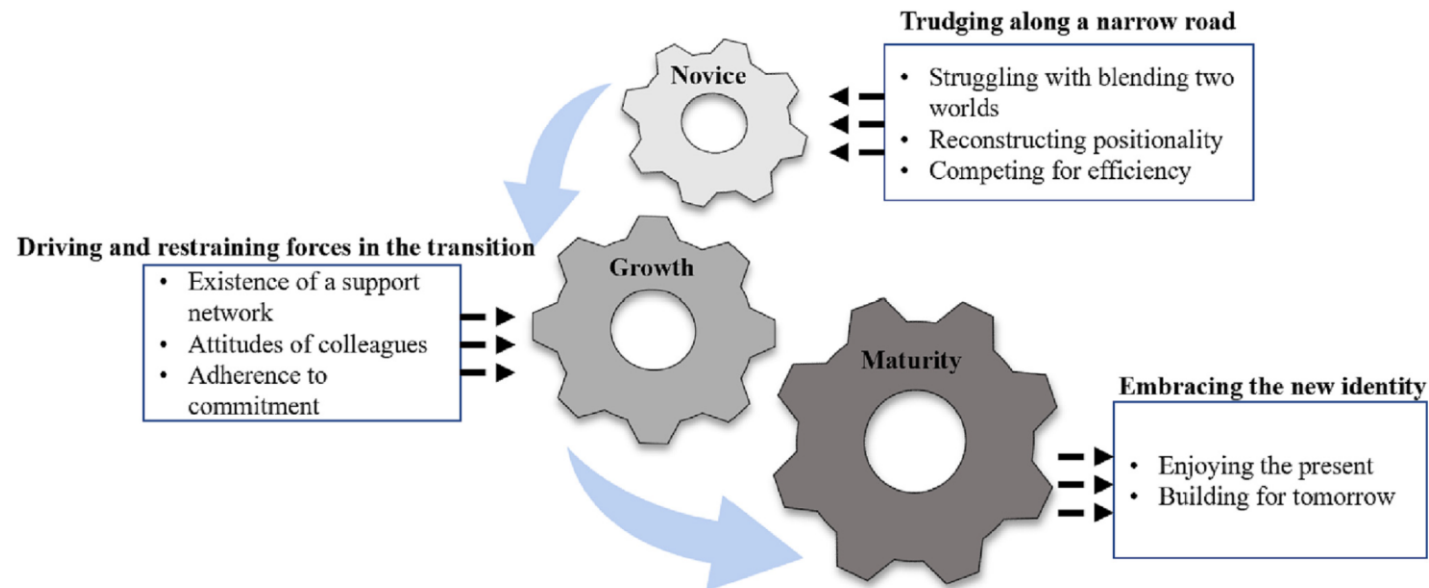 Trudging along a narrow road
Novice
• Struggling with blending two
worlds
• Reconstructing positionality
• Competing for efficiency
Driving and restraining forces in the transition
• Existence of a support
network
• Attitudes of colleagues
• Adherence to
commitment
Growth
Maturity
Embracing the new identity
• Enjoying the present
• Building for tomorrow